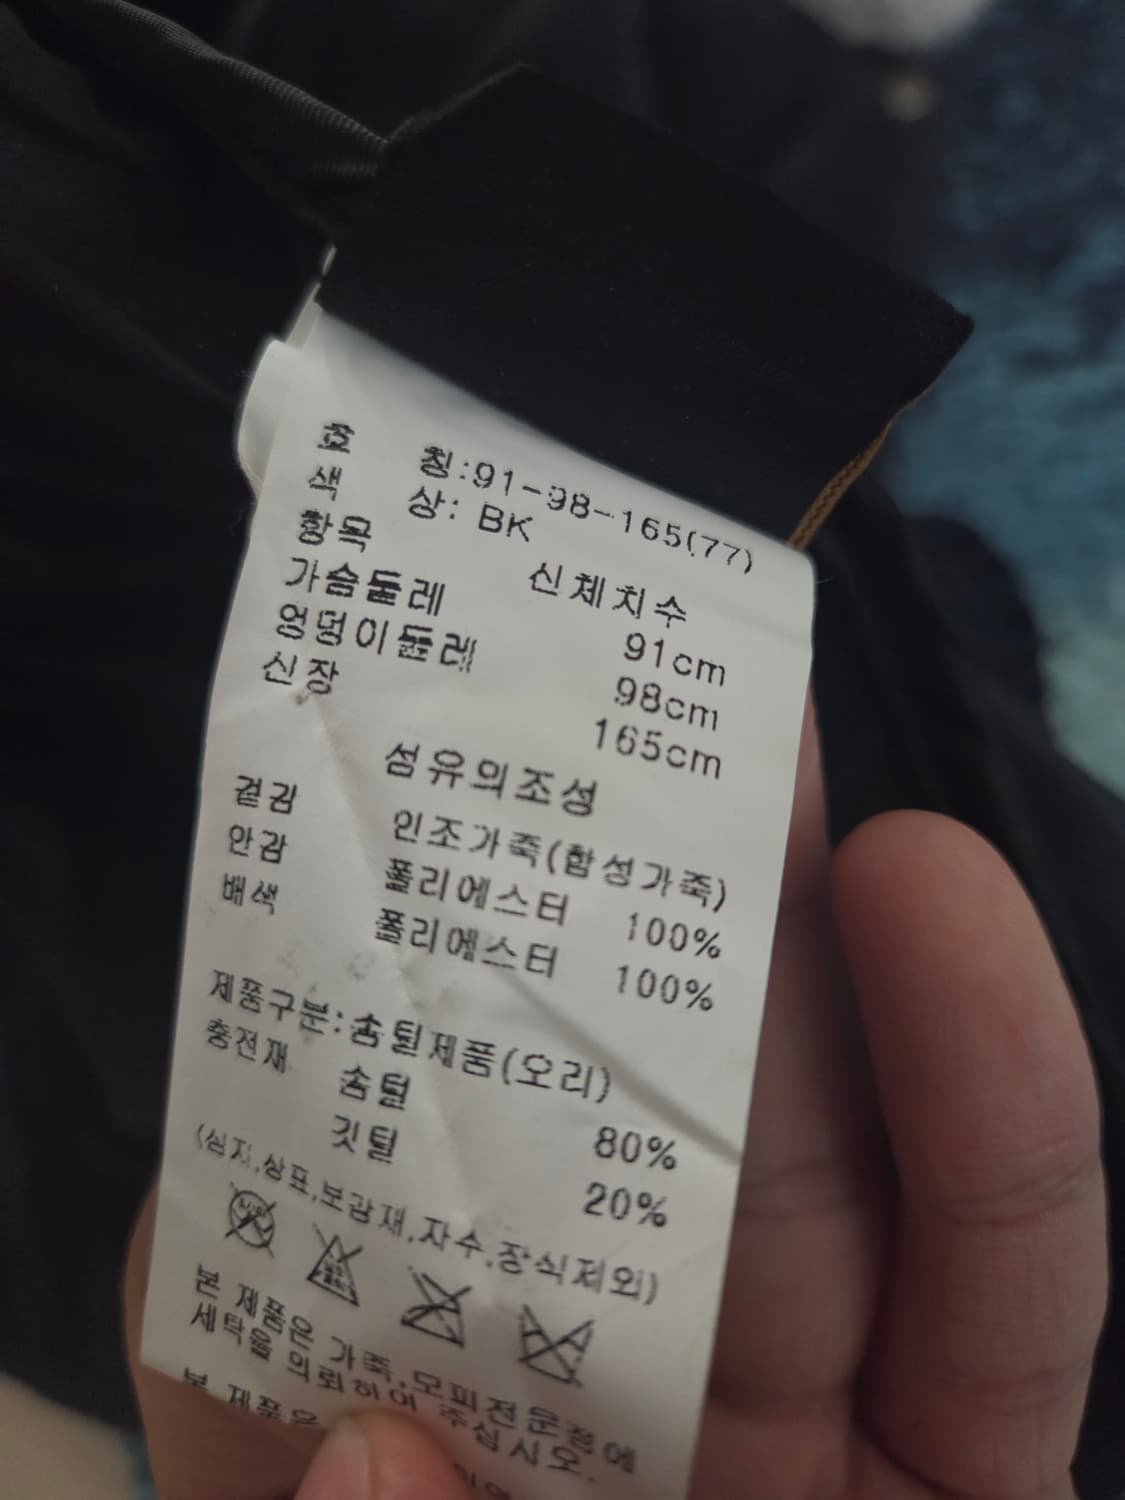 호 칭:91-98-165(77)
색 상: BK
항목 신체치수
가슴둘레 91cm
엉덩이둘레 98cm
신장 165cm
섬유의조성
겉감 인조가죽(합성가죽)
안감 폴리에스터 100%
배색 폴리에스터 100%
제품구분:솜털제품(오리)
충전재 솜털 80%
깃털 20%
(심지,상표,보강재,자수,장식제외)
본 제품은 가죽,모피전문점에
세탁을 의뢰하여 주십시오.
본 제품은